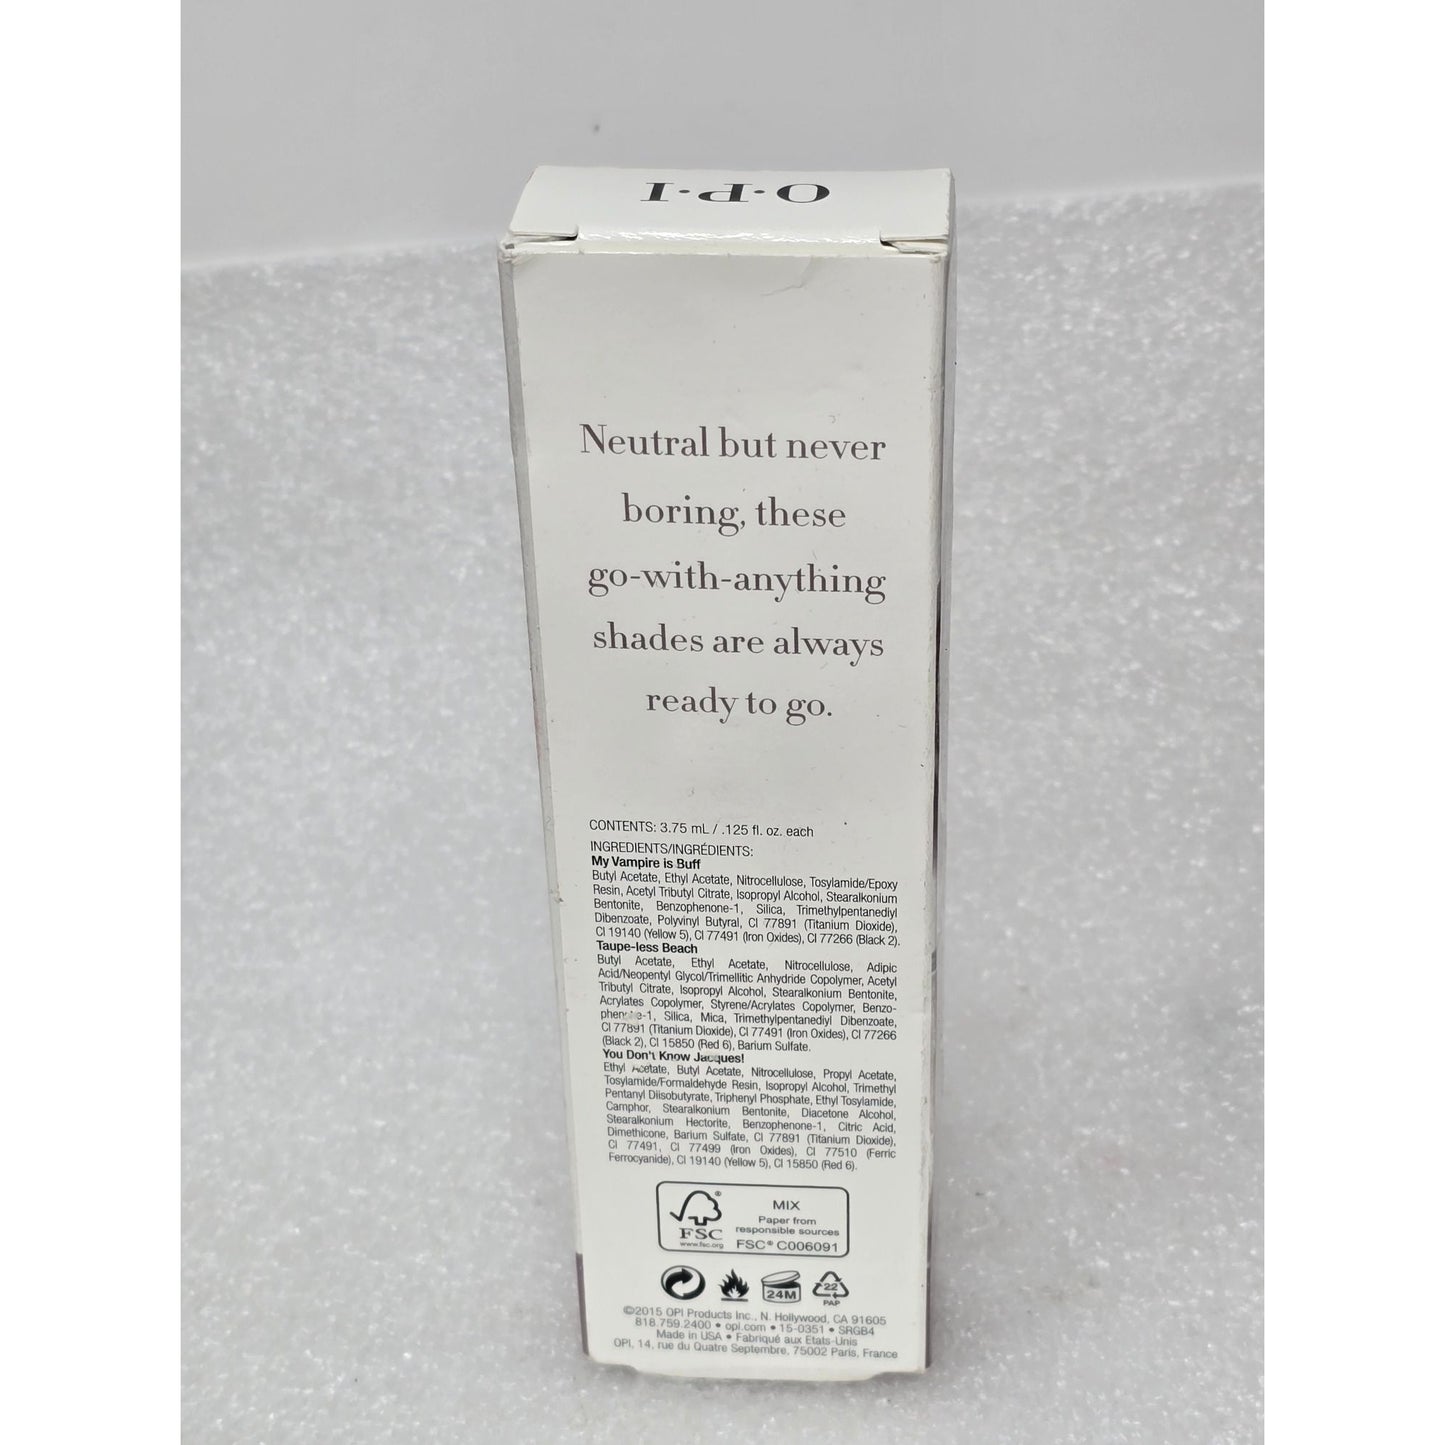 O·P·I
Neutral but never
boring, these
go-with-anything
shades are always
ready to go.
CONTENTS: 3.75 mL / .125 fl. oz. each
INGREDIENTS/INGRÉDIENTS:
My Vampire is Buff
Butyl Acetate, Ethyl Acetate, Nitrocellulose, Tosylamide/Epoxy
Resin, Acetyl Tributyl Citrate, Isopropyl Alcohol, Stearalkonium
Bentonite, Benzophenone-1, Silica, Trimethylpentanediyl
Dibenzoate, Polyvinyl Butyral, CI 77891 (Titanium Dioxide),
CI 19140 (Yellow 5), CI 77491 (Iron Oxides), CI 77266 (Black 2).
Taupe-less Beach
Butyl Acetate, Ethyl Acetate, Nitrocellulose, Adipic
Acid/Neopentyl Glycol/Trimellitic Anhydride Copolymer, Acetyl
Tributyl Citrate, Isopropyl Alcohol, Stearalkonium Bentonite,
Acrylates Copolymer, Styrene/Acrylates Copolymer, Benzo-
phenone-1, Silica, Mica, Trimethylpentanediyl Dibenzoate,
CI 77891 (Titanium Dioxide), CI 77491 (Iron Oxides), CI 77266
(Black 2), CI 15850 (Red 6), Barium Sulfate.
You Don't Know Jacques!
Ethyl Acetate, Butyl Acetate, Nitrocellulose, Propyl Acetate,
Tosylamide/Formaldehyde Resin, Isopropyl Alcohol, Trimethyl
Pentanyl Diisobutyrate, Triphenyl Phosphate, Ethyl Tosylamide,
Camphor, Stearalkonium Bentonite, Diacetone Alcohol,
Stearalkonium Hectorite, Benzophenone-1, Citric Acid,
Dimethicone, Barium Sulfate, CI 77891 (Titanium Dioxide),
CI 77491, CI 77499 (Iron Oxides), CI 77510 (Ferric
Ferrocyanide), CI 19140 (Yellow 5), CI 15850 (Red 6).
FSC®
www.fsc.org
MIX
Paper from
responsible sources
FSC® C006091
24M
22
PAP
©2015 OPI Products Inc., N. Hollywood, CA 91605
818.759.2400 • opi.com • 15-0351 • SRGB4
Made in USA • Fabriqué aux États-Unis
OPI, 14, rue du Quatre Septembre, 75002 Paris, France